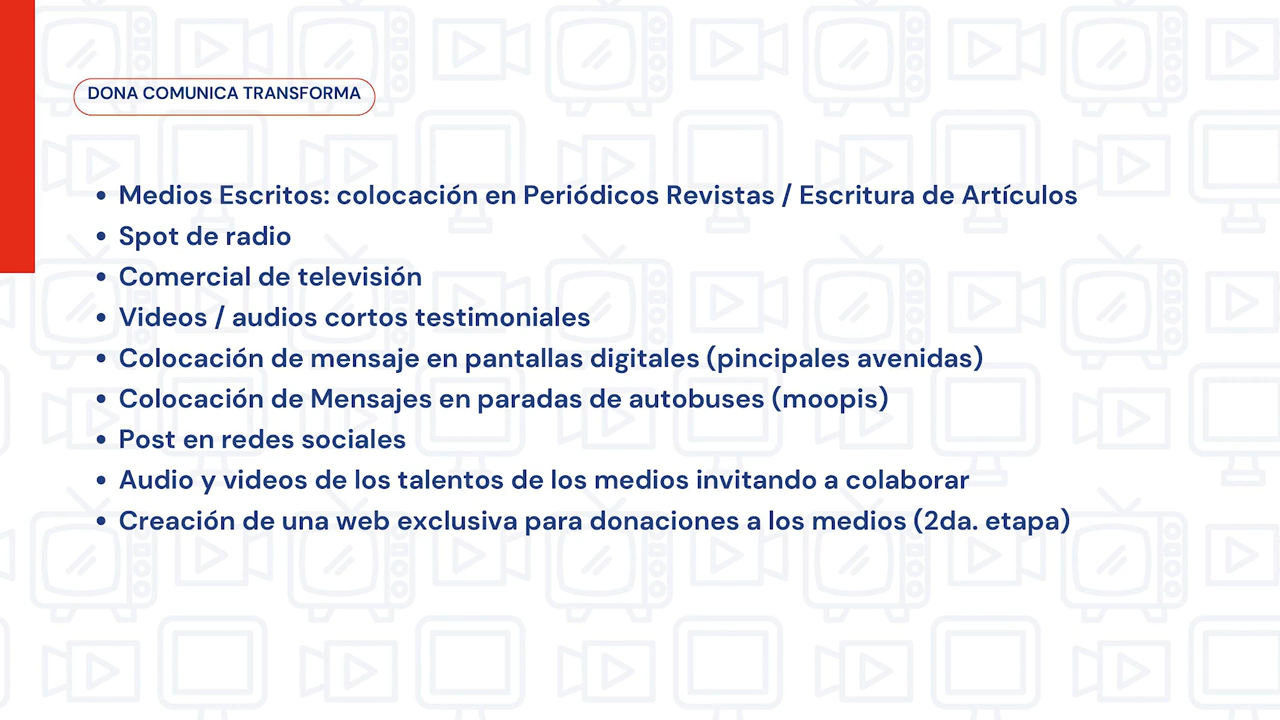 DONA COMUNICA TRANSFORMA
• Medios Escritos: colocación en Periódicos Revistas / Escritura de Artículos
• Spot de radio
• Comercial de televisión
• Videos / audios cortos testimoniales
• Colocación de mensaje en pantallas digitales (pincipales avenidas)
• Colocación de Mensajes en paradas de autobuses (moopis)
• Post en redes sociales
• Audio y videos de los talentos de los medios invitando a colaborar
• Creación de una web exclusiva para donaciones a los medios (2da. etapa)